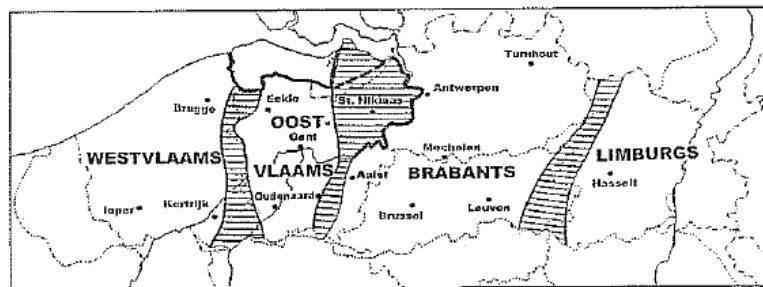 Turnhout
Antwerpen
Brugge
Eeklo
St. Niklaas
OOST
Gent
Mechelen
WESTVLAAMS
VLAAMS
BRABANTS
LIMBURGS
Aalst
Hasselt
Ieper
Kortrijk
Oudenaarde
Brussel
Leuven